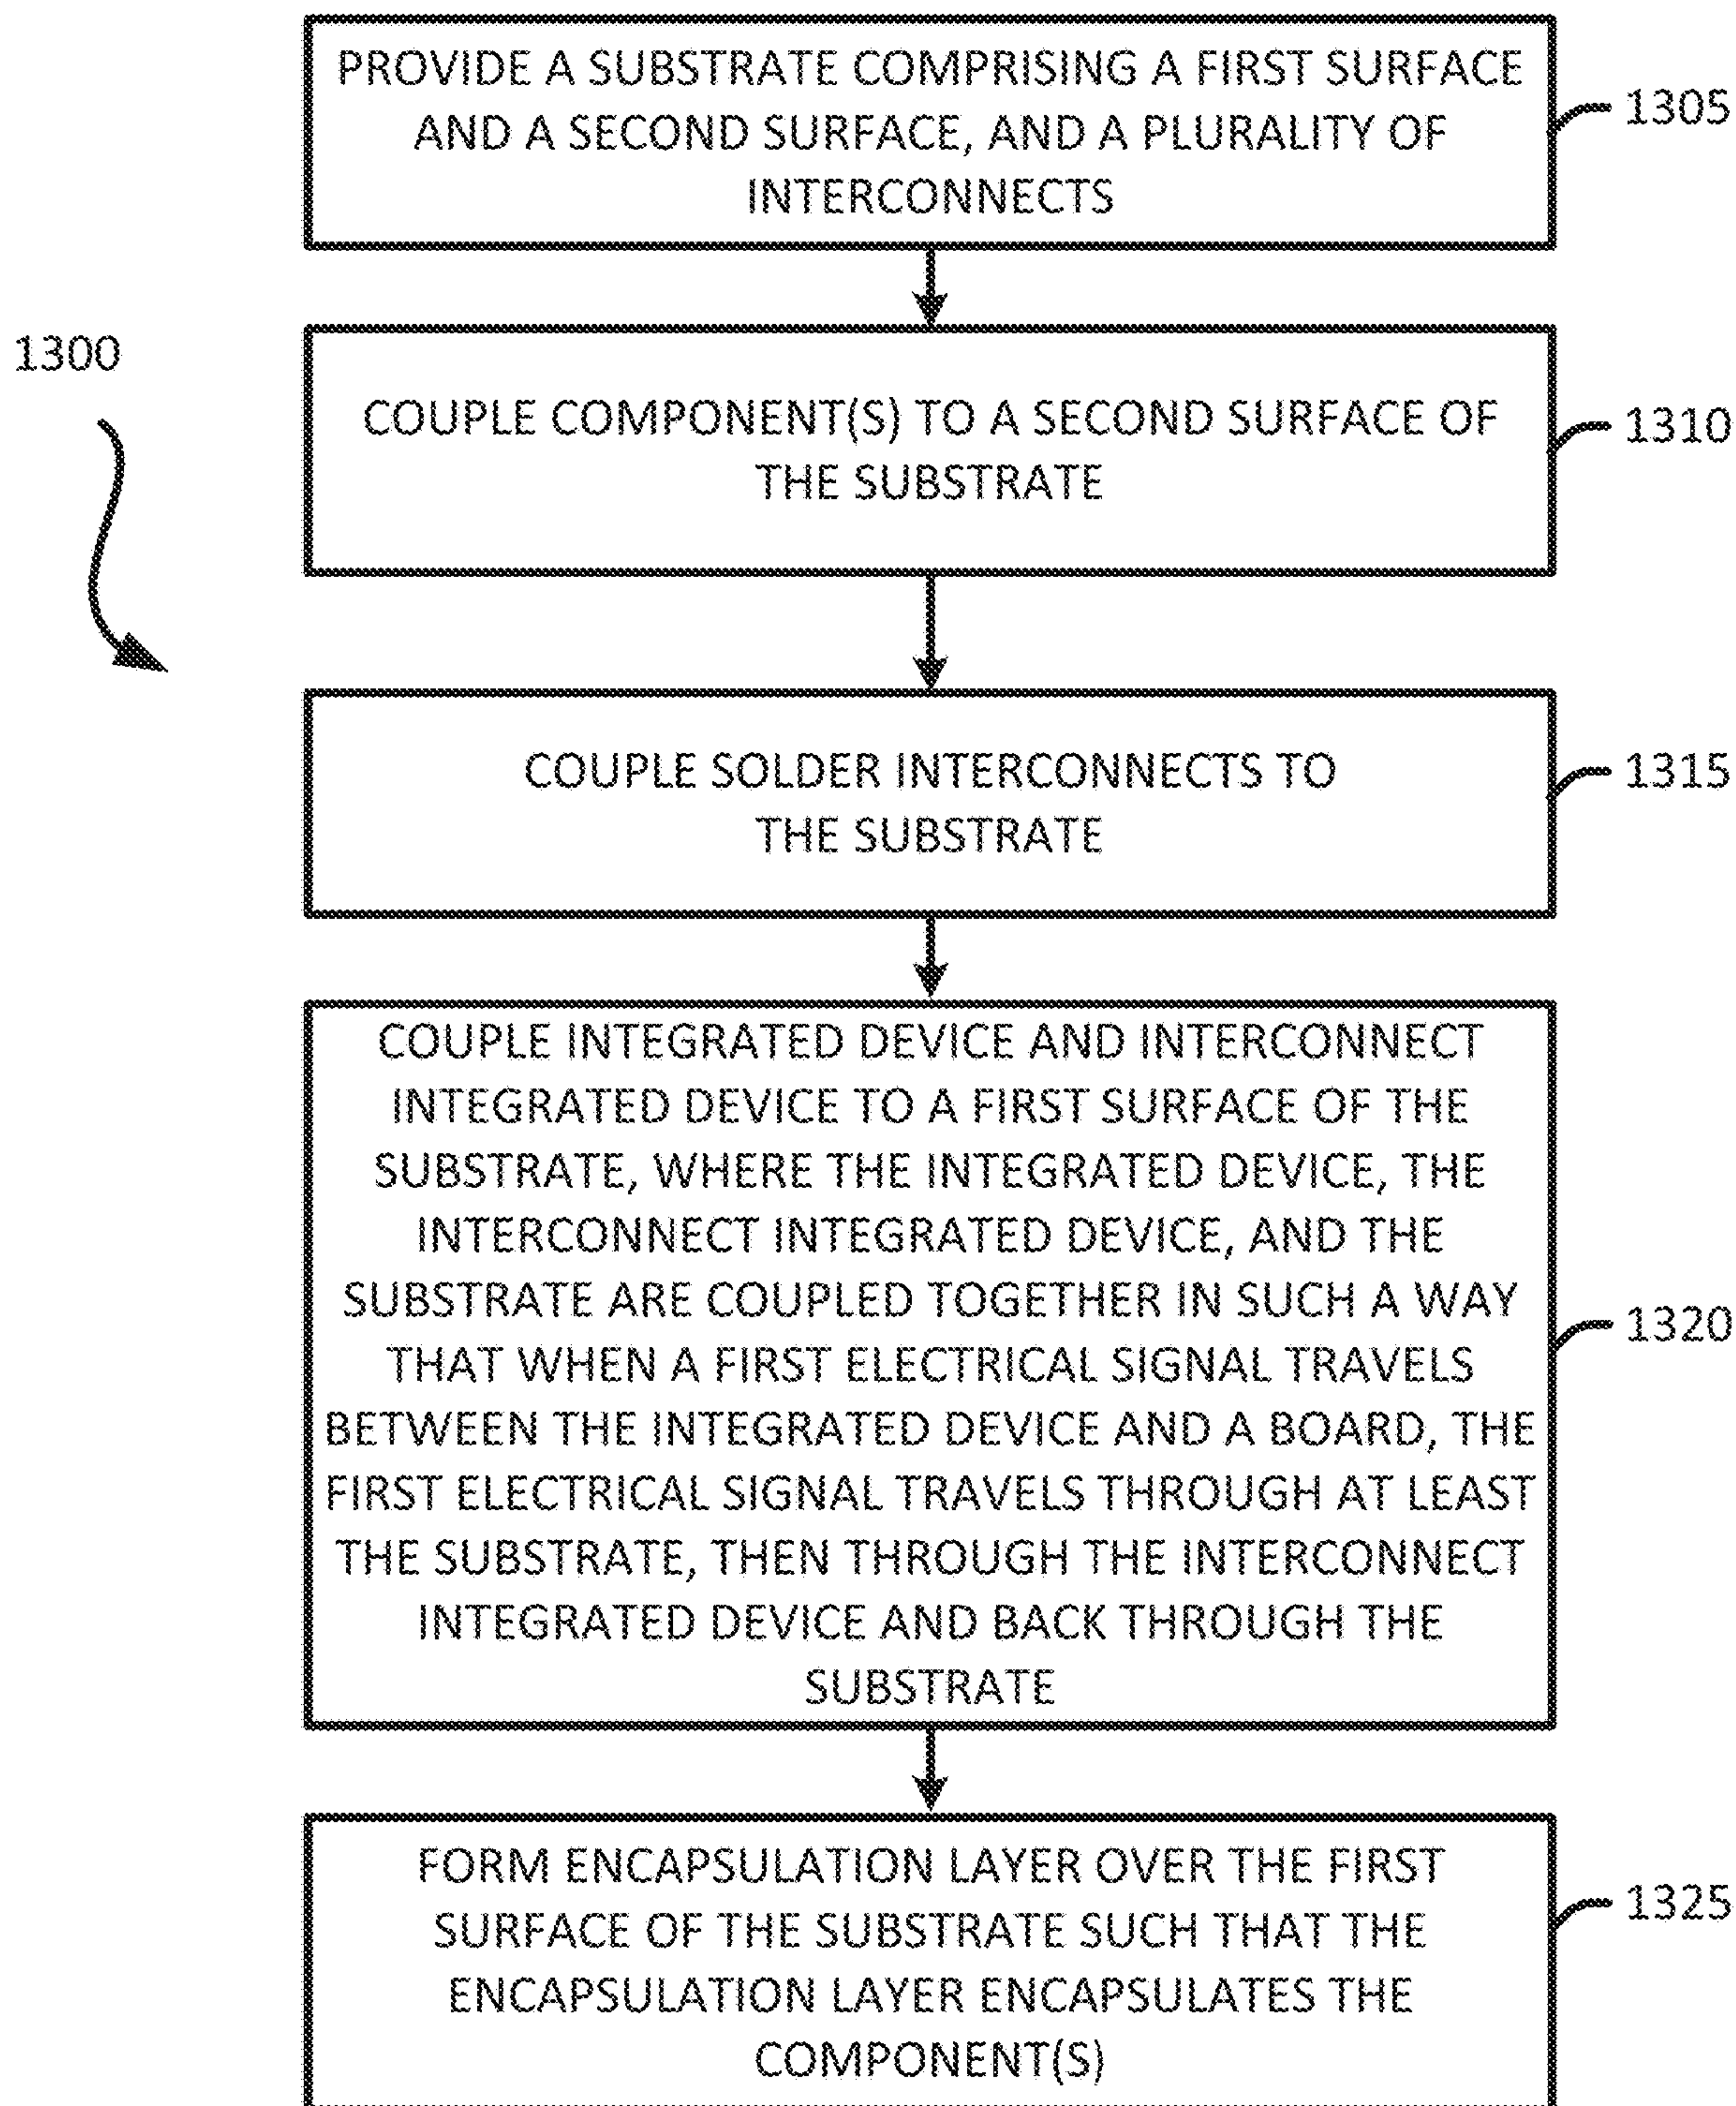 PROVIDE A SUBSTRATE COMPRISING A FIRST SURFACE
AND A SECOND SURFACE, AND A PLURALITY OF
INTERCONNECTS
1305
1300
COUPLE COMPONENT(S) TO A SECOND SURFACE OF
THE SUBSTRATE
1310
COUPLE SOLDER INTERCONNECTS TO
THE SUBSTRATE
1315
COUPLE INTEGRATED DEVICE AND INTERCONNECT
INTEGRATED DEVICE TO A FIRST SURFACE OF THE
SUBSTRATE, WHERE THE INTEGRATED DEVICE, THE
INTERCONNECT INTEGRATED DEVICE, AND THE
SUBSTRATE ARE COUPLED TOGETHER IN SUCH A WAY
THAT WHEN A FIRST ELECTRICAL SIGNAL TRAVELS
BETWEEN THE INTEGRATED DEVICE AND A BOARD, THE
FIRST ELECTRICAL SIGNAL TRAVELS THROUGH AT LEAST
THE SUBSTRATE, THEN THROUGH THE INTERCONNECT
INTEGRATED DEVICE AND BACK THROUGH THE
SUBSTRATE
1320
FORM ENCAPSULATION LAYER OVER THE FIRST
SURFACE OF THE SUBSTRATE SUCH THAT THE
ENCAPSULATION LAYER ENCAPSULATES THE
COMPONENT(S)
1325